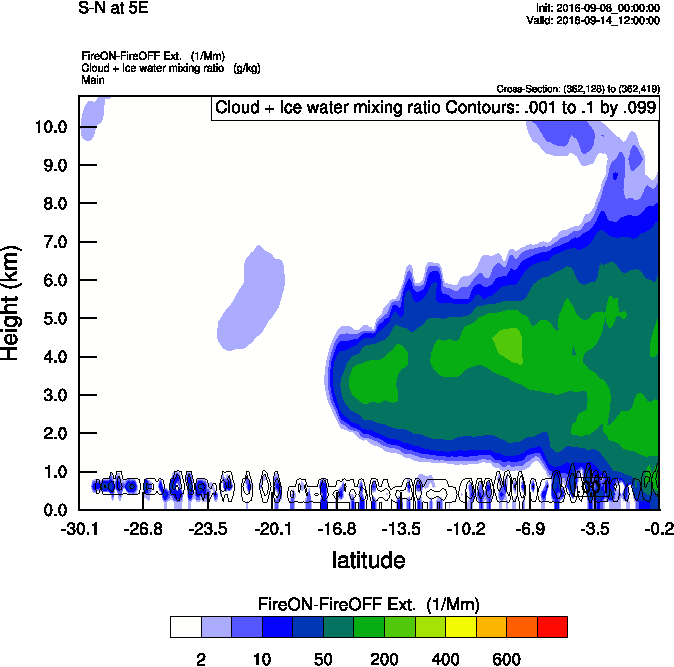 S-N at 5E
Init: 2016-09-08_00:00:00
Valid: 2016-09-14_12:00:00
FireON-FireOFF Ext. (1/Mm)
Cloud + Ice water mixing ratio (g/kg)
Main
Cross-Section: (362,128) to (362,419)
Cloud + Ice water mixing ratio Contours: .001 to .1 by .099
10.0
9.0
8.0
7.0
6.0
5.0
4.0
3.0
2.0
1.0
0.0
Height (km)
-30.1 -26.8 -23.5 -20.1 -16.8 -13.5 -10.2 -6.9 -3.5 -0.2
latitude
FireON-FireOFF Ext. (1/Mm)
2 10 50 200 400 600